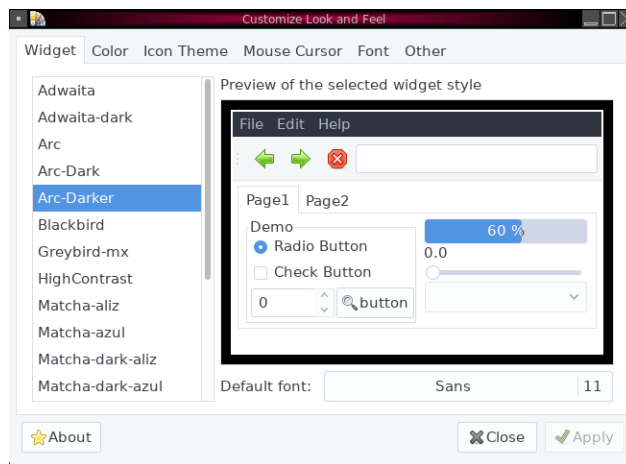 Customize Look and Feel
Widget Color Icon Theme Mouse Cursor Font Other
Adwaita
Adwaita-dark
Arc
Arc-Dark
Arc-Darker
Blackbird
Greybird-mx
HighContrast
Matcha-aliz
Matcha-azul
Matcha-dark-aliz
Matcha-dark-azul
Preview of the selected widget style
File Edit Help
Page1 Page2
Demo
Radio Button
Check Button
0 button
60 %
0.0
Default font: Sans 11
About Close Apply